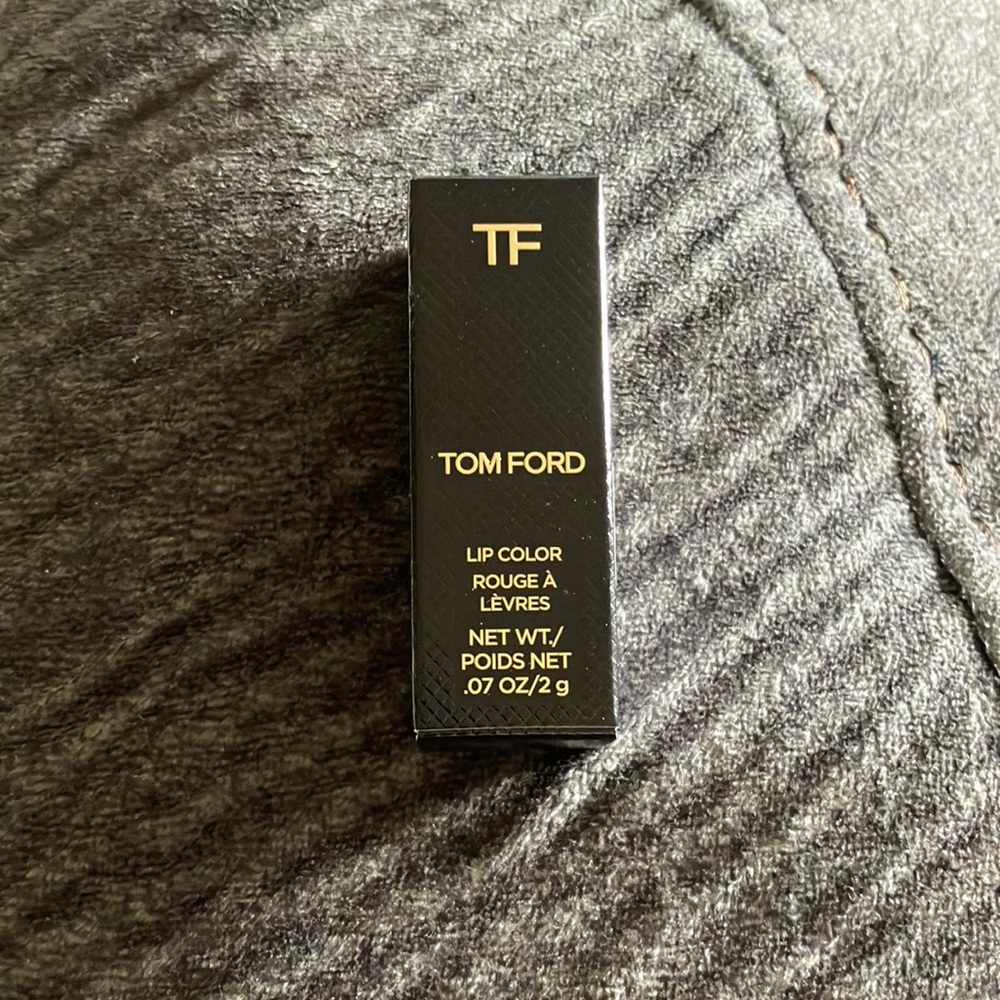 TF
TOM FORD
LIP COLOR
ROUGE À
LÈVRES
NET WT./
POIDS NET
.07 OZ/2 g